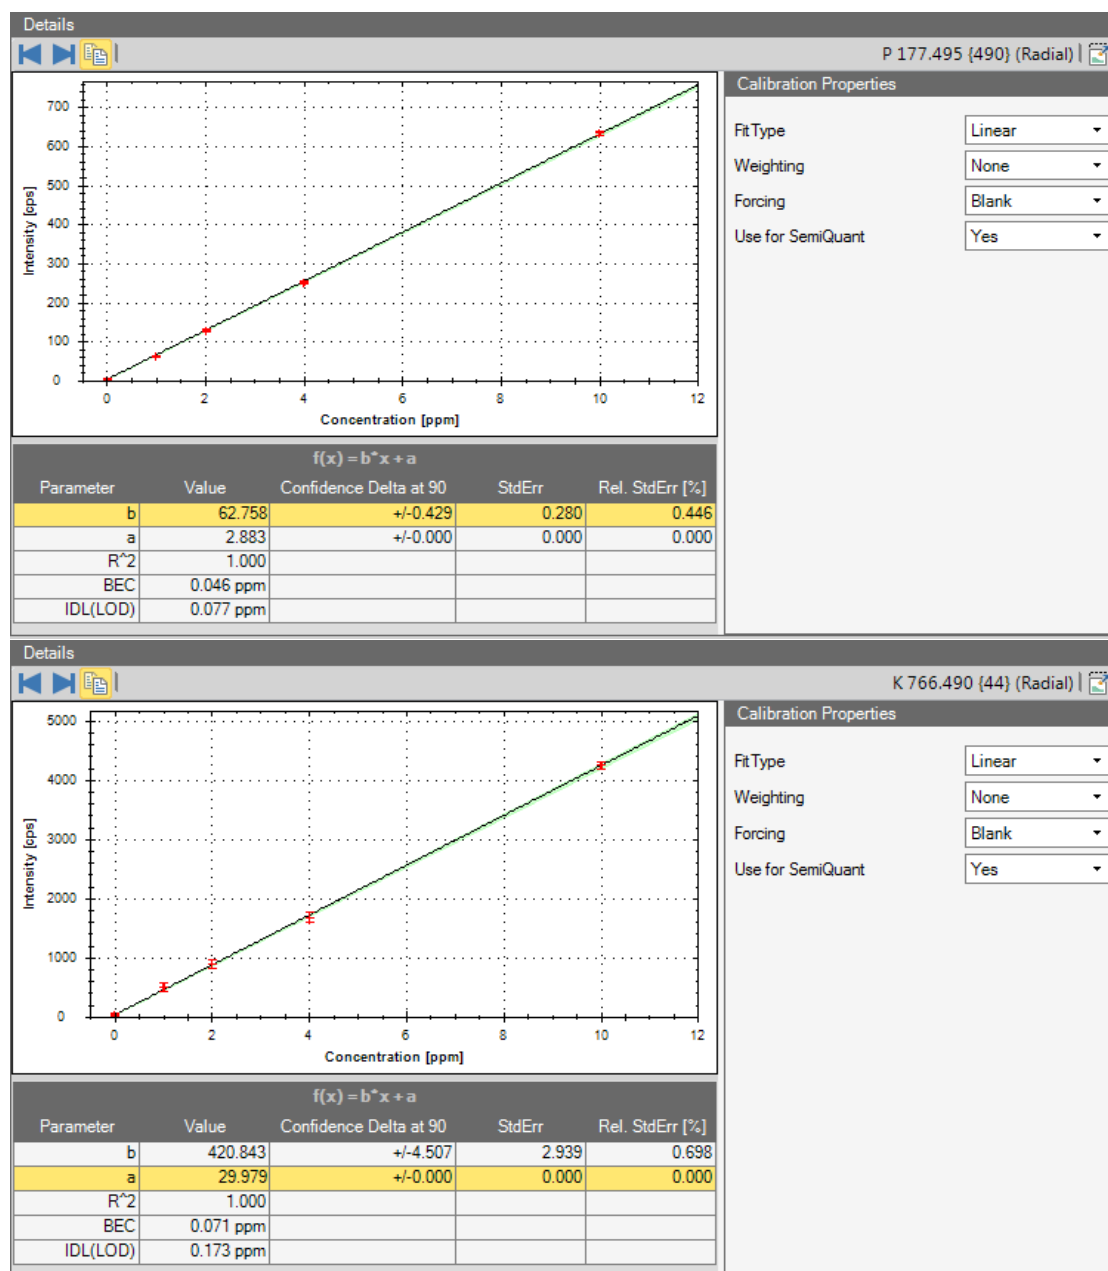 Details
P 177.495 {490} (Radial)
Calibration Properties
Fit Type Linear
Weighting None
Forcing Blank
Use for SemiQuant Yes
Intensity [cps]
700
600
500
400
300
200
100
0
0 2 4 6 8 10 12
Concentration [ppm]
f(x) = b*x + a
Parameter Value Confidence Delta at 90 StdErr Rel. StdErr [%]
b 62.758 +/-0.429 0.280 0.446
a 2.883 +/-0.000 0.000 0.000
R^2 1.000
BEC 0.046 ppm
IDL(LOD) 0.077 ppm
Details
K 766.490 {44} (Radial)
Calibration Properties
Fit Type Linear
Weighting None
Forcing Blank
Use for SemiQuant Yes
Intensity [cps]
5000
4000
3000
2000
1000
0
0 2 4 6 8 10 12
Concentration [ppm]
f(x) = b*x + a
Parameter Value Confidence Delta at 90 StdErr Rel. StdErr [%]
b 420.843 +/-4.507 2.939 0.698
a 29.979 +/-0.000 0.000 0.000
R^2 1.000
BEC 0.071 ppm
IDL(LOD) 0.173 ppm